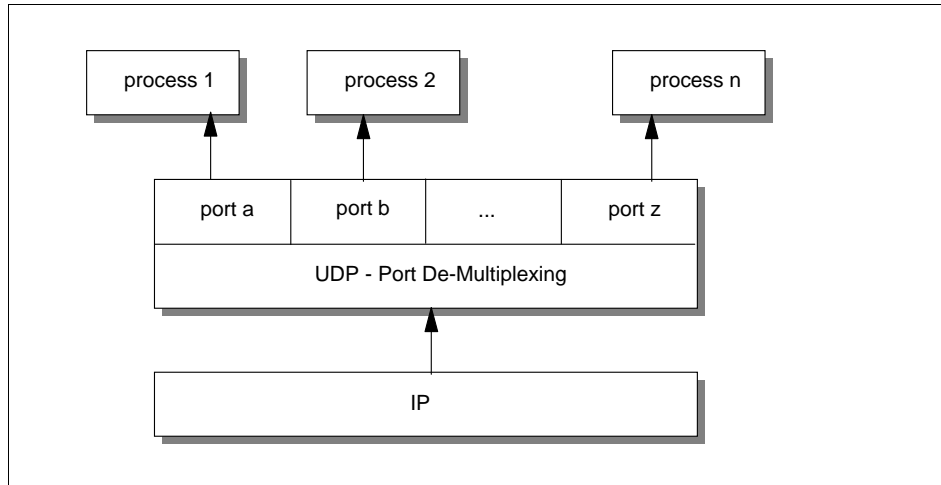 process 1
process 2
process n
port a
port b
...
port z
UDP - Port De-Multiplexing
IP